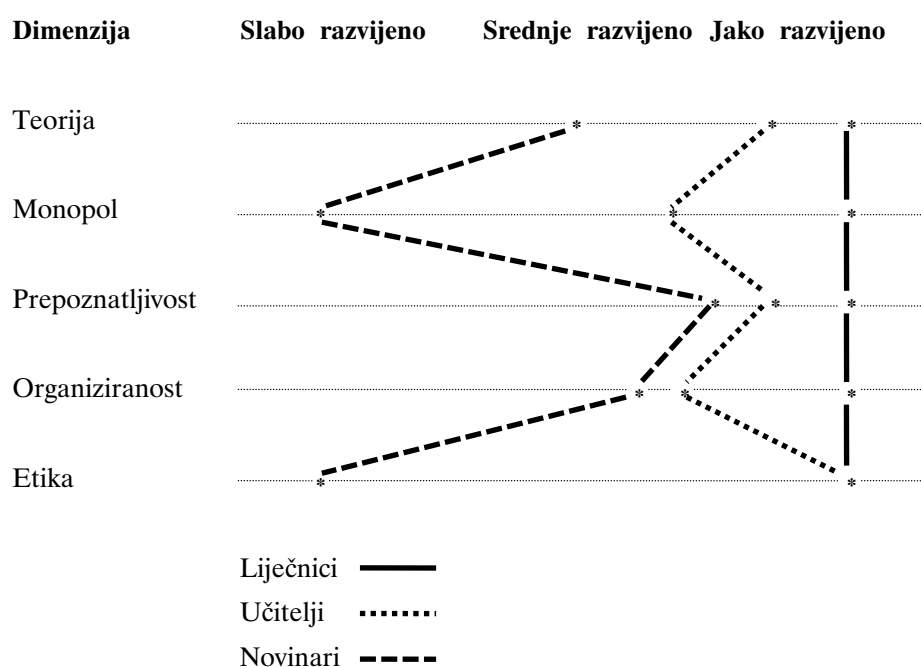 Dimenzija Slabo razvijeno Srednje razvijeno Jako razvijeno
Teorija
Monopol
Prepoznatljivost
Organiziranost
Etika
Liječnici
Učitelji
Novinari